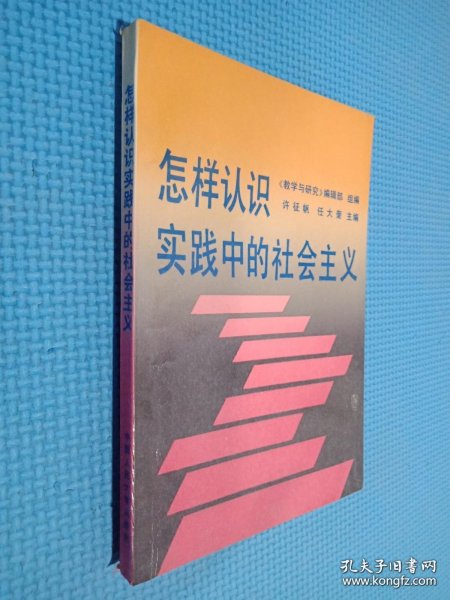 怎样认识
实践中的社会主义
《教学与研究》编辑部 组编
许征帆 任大奎 主编
怎样认识实践中的社会主义
孔夫子旧书网
www.kongfz.com